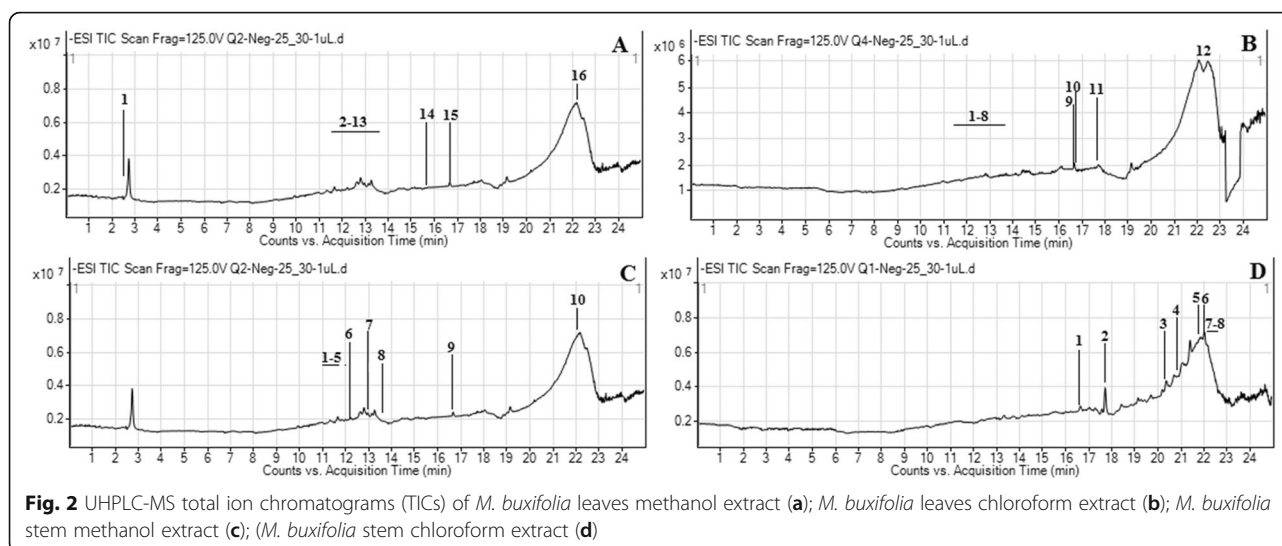 -ESI TIC Scan Frag=125.0V Q2-Neg-25_30-1uL.d
A
x10 7
1
1
0.8
0.6
0.4
0.2
1
2-13
14
15
16
1 2 3 4 5 6 7 8 9 10 11 12 13 14 15 16 17 18 19 20 21 22 23 24
Counts vs. Acquisition Time (min)
-ESI TIC Scan Frag=125.0V Q4-Neg-25_30-1uL.d
B
x10 6
1
1
6
5
4
3
2
1
1-8
10
9
11
12
1 2 3 4 5 6 7 8 9 10 11 12 13 14 15 16 17 18 19 20 21 22 23 24
Counts vs. Acquisition Time (min)
-ESI TIC Scan Frag=125.0V Q2-Neg-25_30-1uL.d
C
x10 7
1
1
0.8
0.6
0.4
0.2
1-5
6
7
8
9
10
1 2 3 4 5 6 7 8 9 10 11 12 13 14 15 16 17 18 19 20 21 22 23 24
Counts vs. Acquisition Time (min)
-ESI TIC Scan Frag=125.0V Q1-Neg-25_30-1uL.d
D
x10 7
1
1
0.8
0.6
0.4
0.2
1
2
3
4
5 6
7-8
1 2 3 4 5 6 7 8 9 10 11 12 13 14 15 16 17 18 19 20 21 22 23 24
Counts vs. Acquisition Time (min)
Fig. 2 UHPLC-MS total ion chromatograms (TICs) of M. buxifolia leaves methanol extract (a); M. buxifolia leaves chloroform extract (b); M. buxifolia
stem methanol extract (c); (M. buxifolia stem chloroform extract (d)